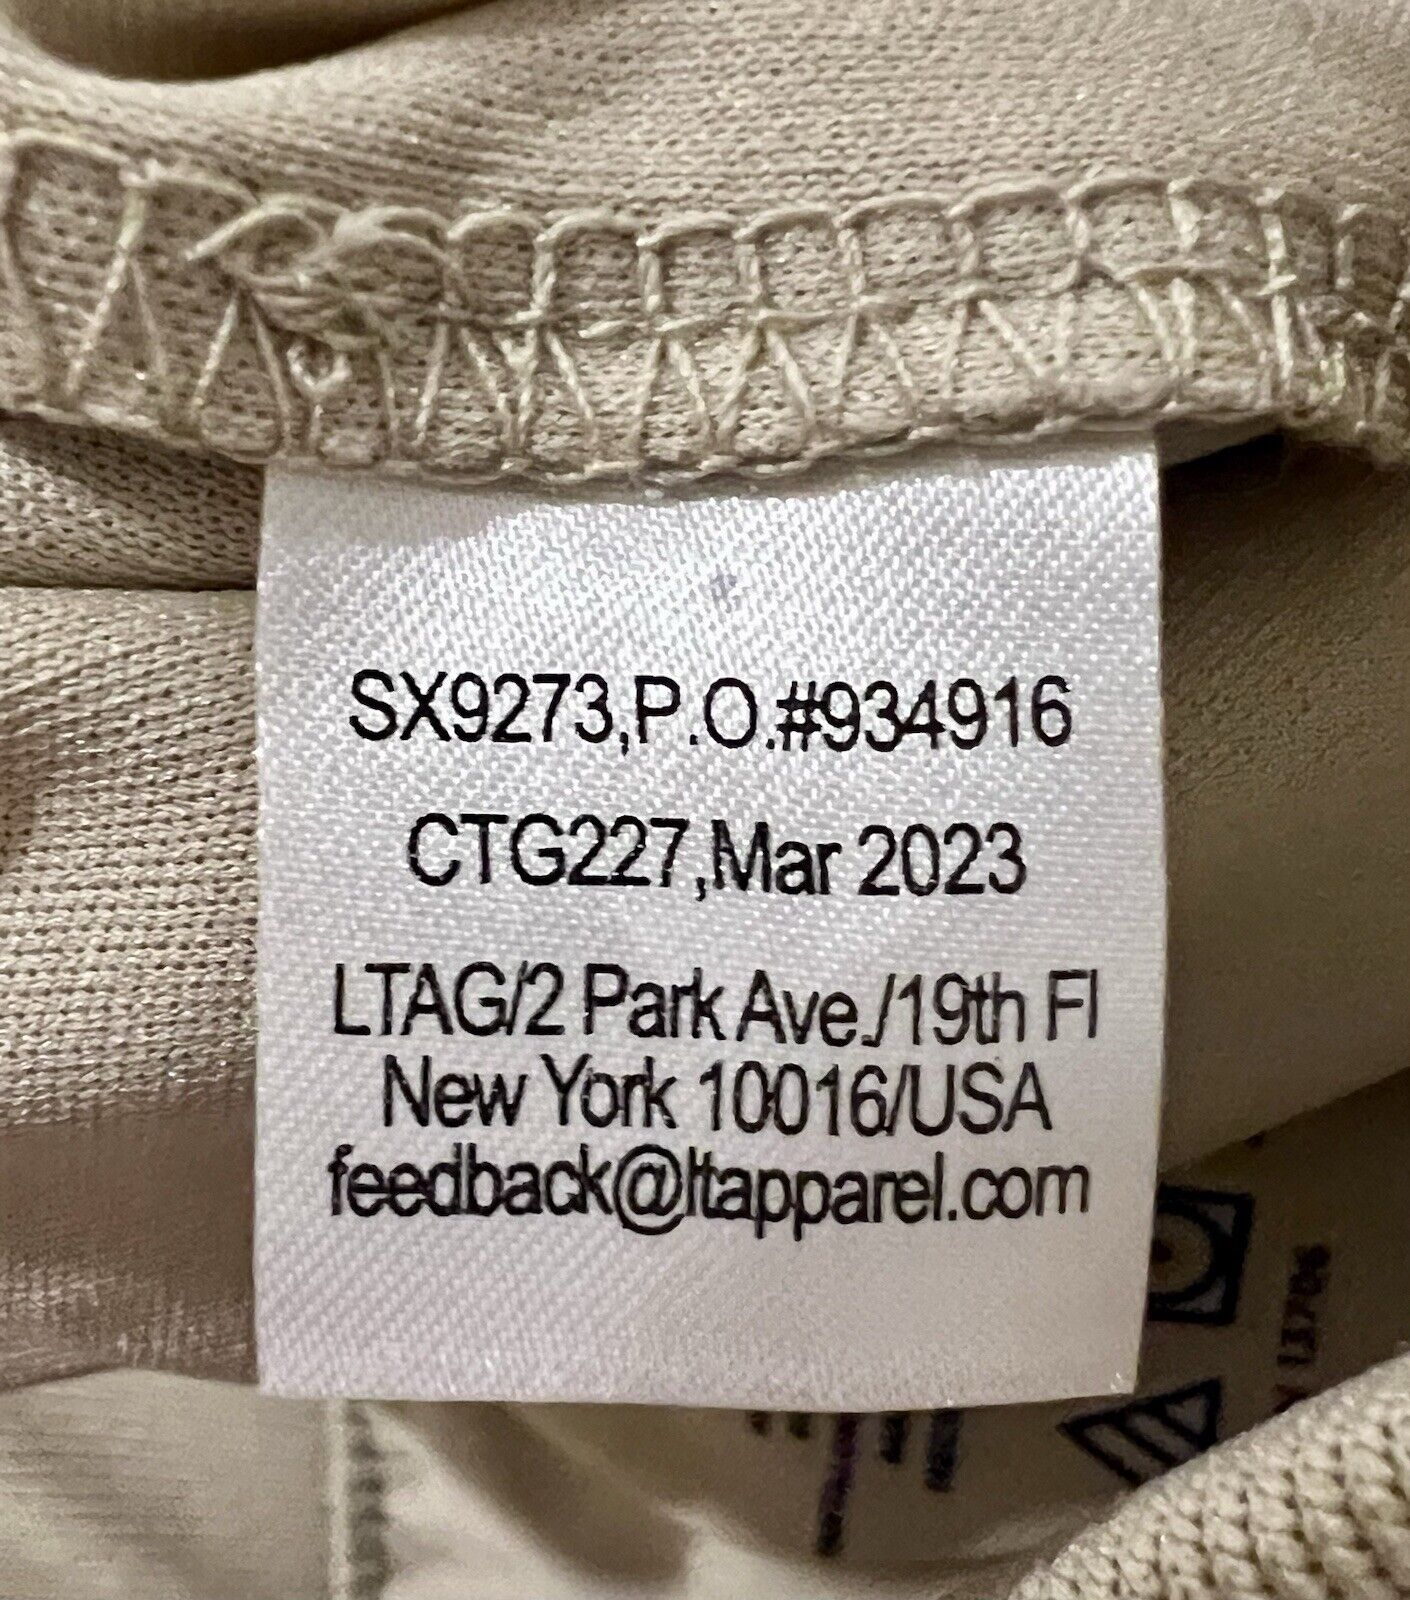 SX9273,P.O.#934916
CTG227,Mar 2023
LTAG/2 Park Ave./19th Fl
New York 10016/USA
feedback@ltapparel.com